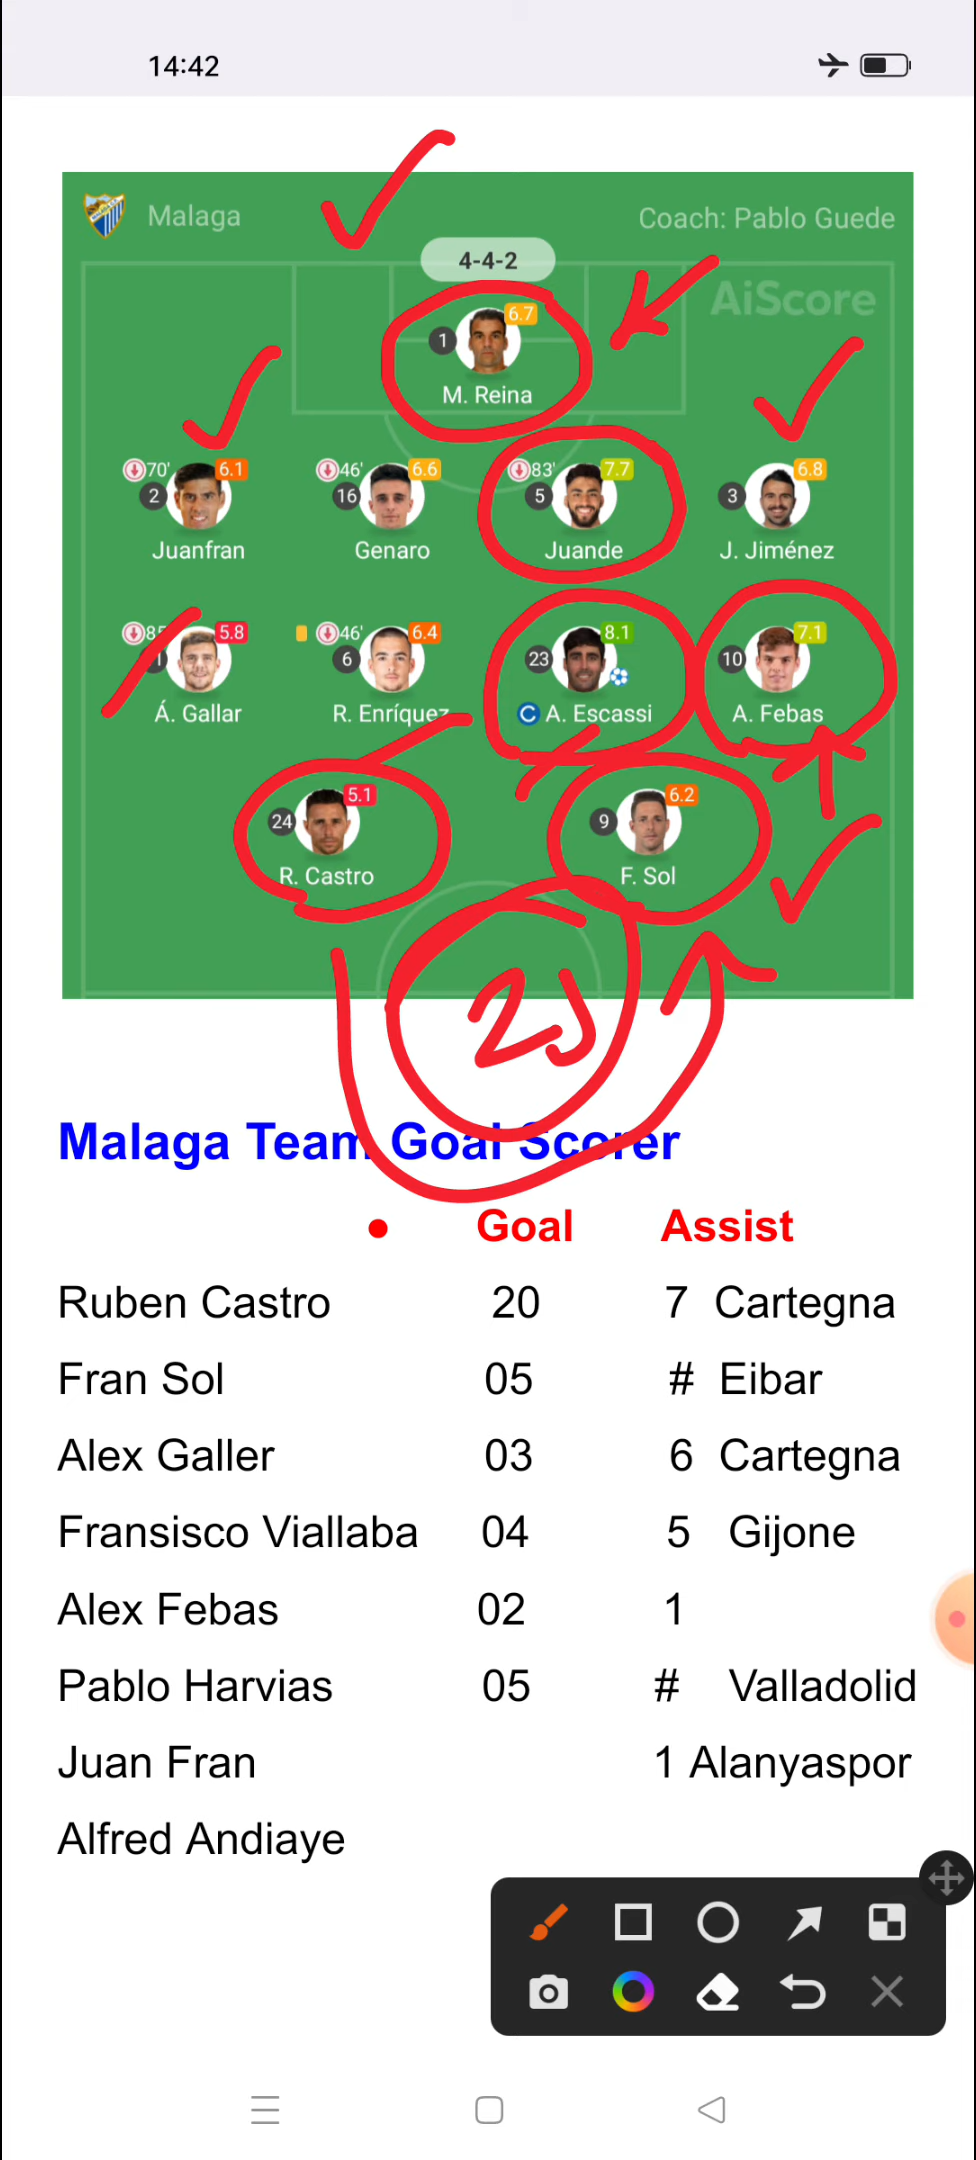 14:42
Malaga
Coach: Pablo Guede
4-4-2
AiScore
6.7
1
M. Reina
70' 6.1 46' 6.6 83' 7.7 6.8
2 16 5 3
Juanfran Genaro Juande J. Jiménez
5.8 46' 6.4 8.1 7.1
6 23 10
Á. Gallar R. Enríquez C A. Escassi A. Febas
5.1 6.2
24 9
R. Castro F. Sol
Malaga Team Goal Scorer
• Goal Assist
Ruben Castro 20 7 Cartegna
Fran Sol 05 # Eibar
Alex Galler 03 6 Cartegna
Fransisco Viallaba 04 5 Gijone
Alex Febas 02 1
Pablo Harvias 05 # Valladolid
Juan Fran 1 Alanyaspor
Alfred Andiaye